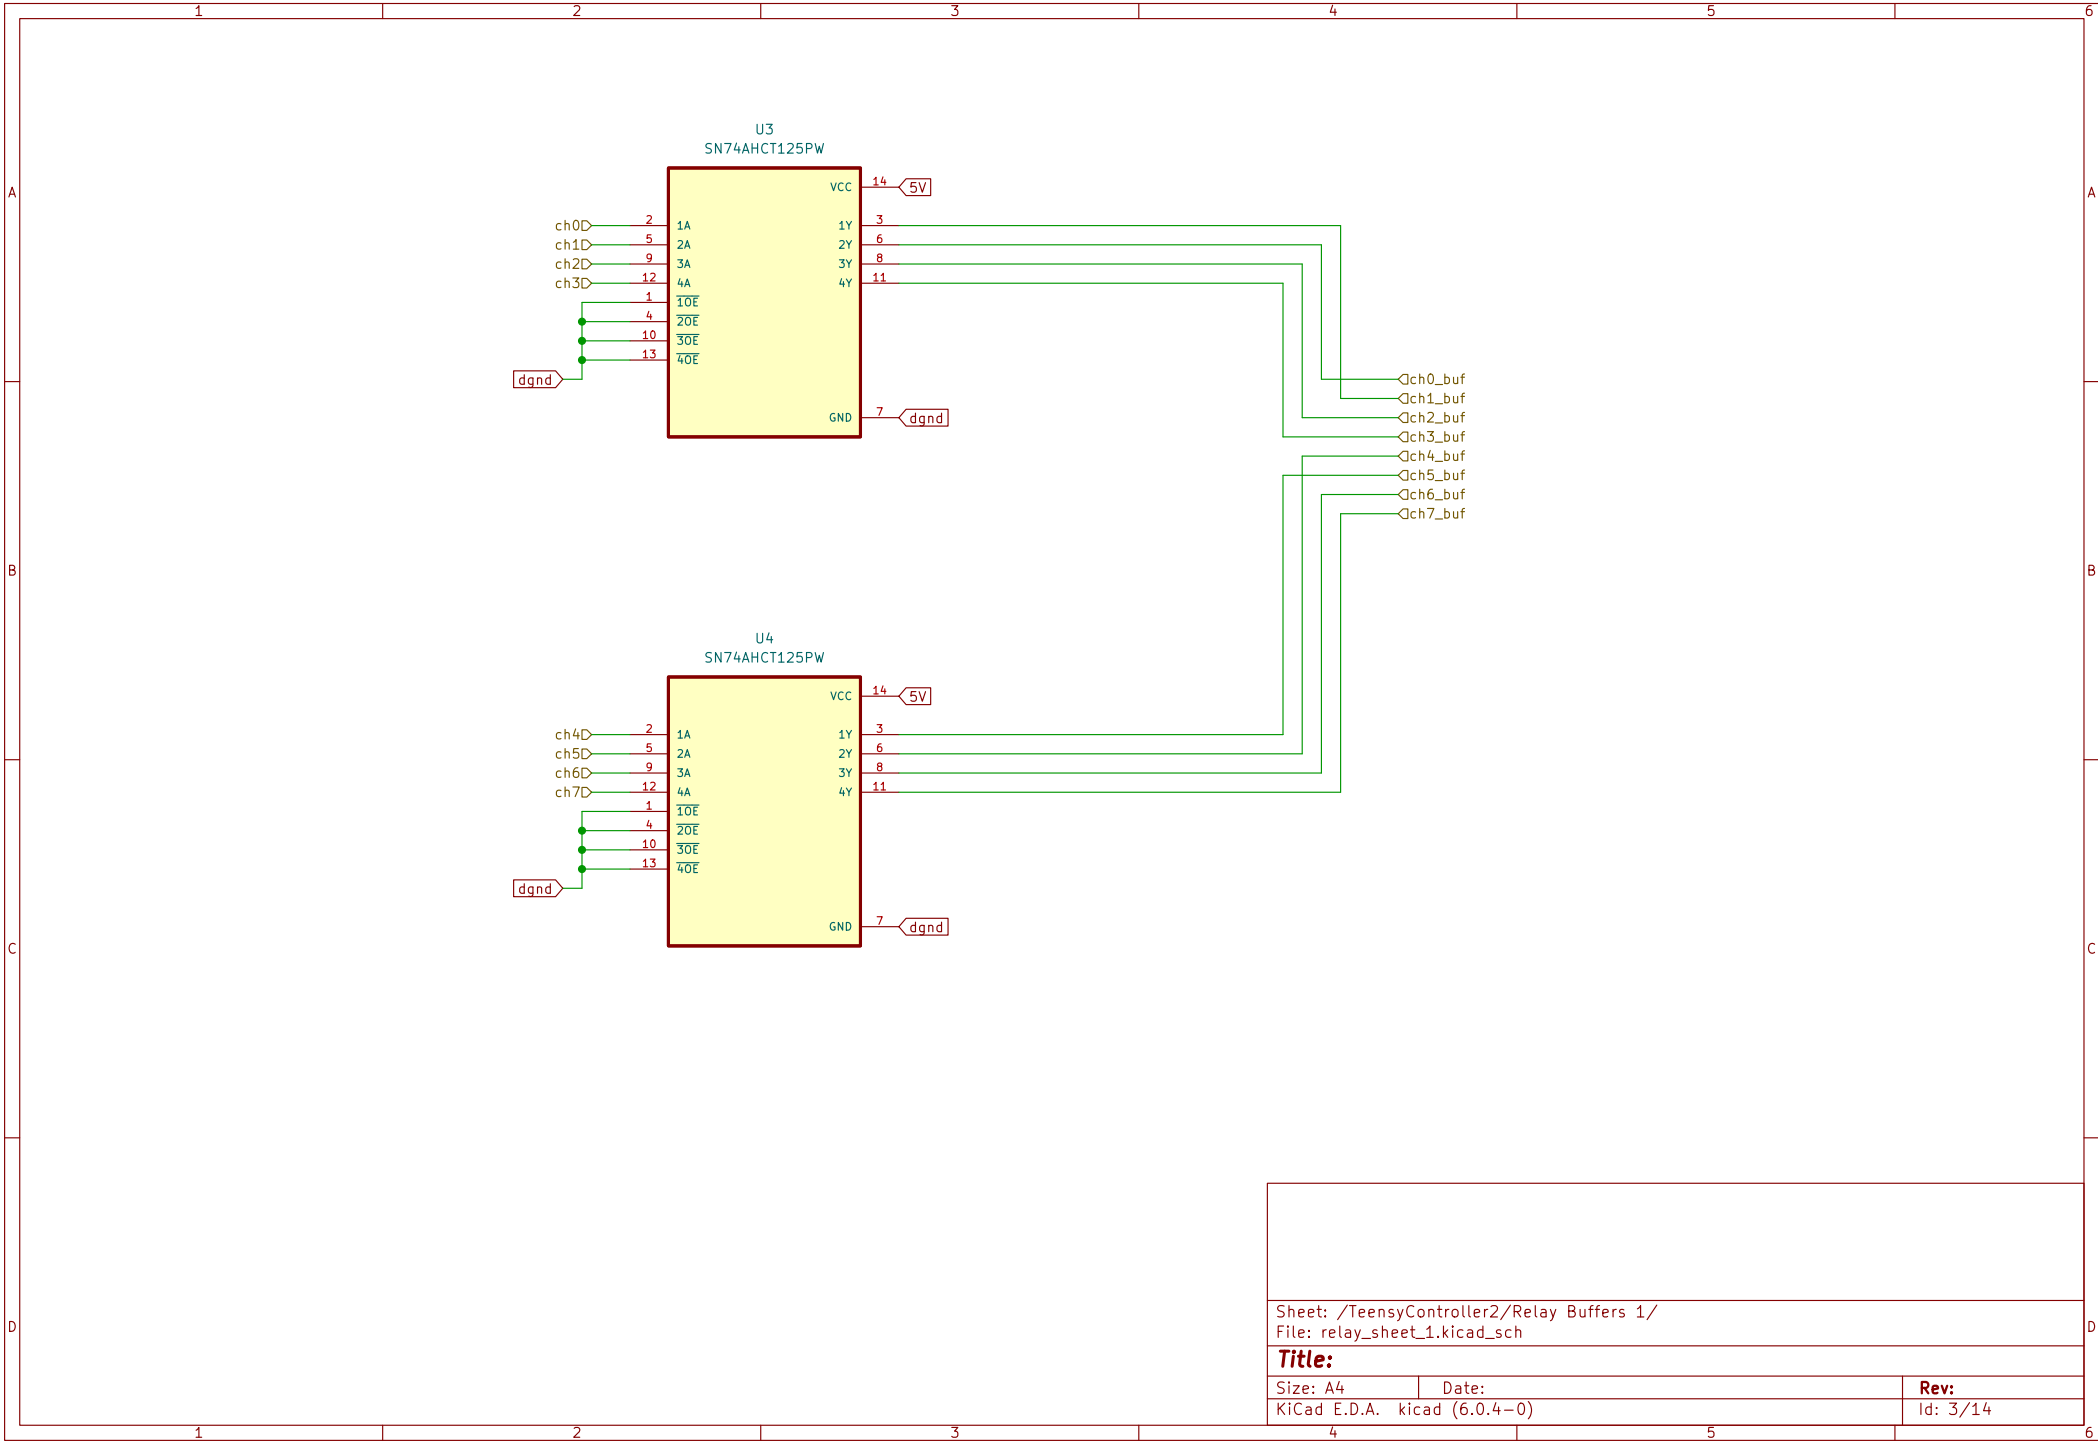 1 2 3 4 5 6
A A
U3
SN74AHCT125PW
VCC 14 5V
ch0 2 1A 1Y 3
ch1 5 2A 2Y 6
ch2 9 3A 3Y 8
ch3 12 4A 4Y 11
1 1OE
4 2OE
10 3OE
13 4OE
dgnd
GND 7 dgnd
ch0_buf
ch1_buf
ch2_buf
ch3_buf
ch4_buf
ch5_buf
ch6_buf
ch7_buf
B B
U4
SN74AHCT125PW
VCC 14 5V
ch4 2 1A 1Y 3
ch5 5 2A 2Y 6
ch6 9 3A 3Y 8
ch7 12 4A 4Y 11
1 1OE
4 2OE
10 3OE
13 4OE
dgnd
GND 7 dgnd
C C
D D
Sheet: /TeensyController2/Relay Buffers 1/
File: relay_sheet_1.kicad_sch
Title:
Size: A4 Date: Rev:
KiCad E.D.A. kicad (6.0.4-0) Id: 3/14
1 2 3 4 5 6